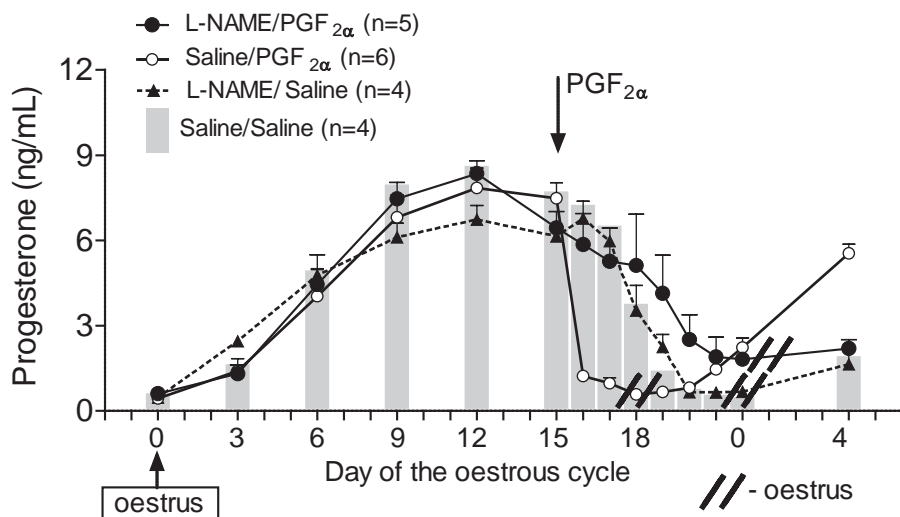 L-NAME/PGF2α (n=5)
Saline/PGF2α (n=6)
L-NAME/Saline (n=4)
Saline/Saline (n=4)
PGF2α
Progesterone (ng/mL)
12
9
6
3
0
0 3 6 9 12 15 18 0 4
Day of the oestrous cycle
oestrus
- oestrus